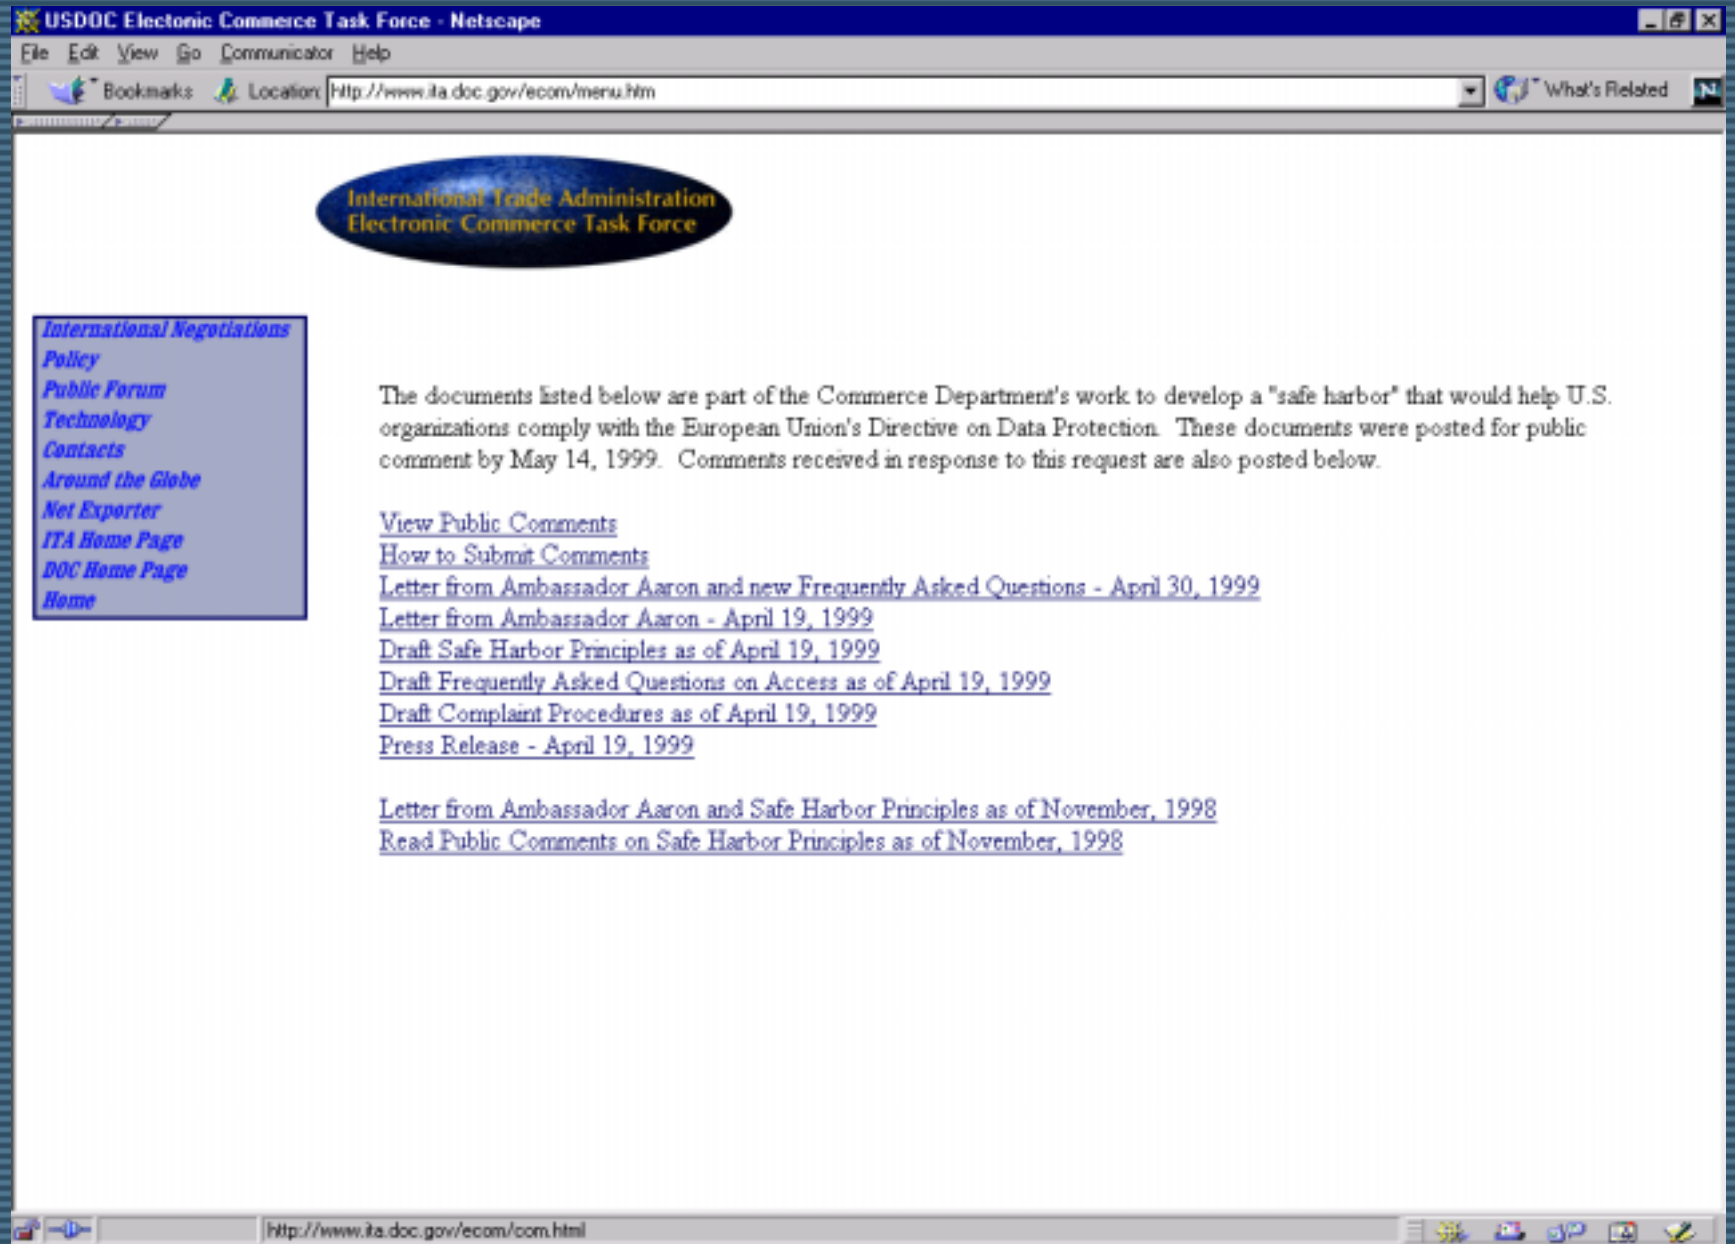 USDOC Electonic Commerce Task Force - Netscape
File Edit View Go Communicator Help
Bookmarks Location: http://www.ita.doc.gov/ecom/menu.htm What's Related N
International Trade Administration
Electronic Commerce Task Force
International Negotiations
Policy
Public Forum
Technology
Contacts
Around the Globe
Net Exporter
ITA Home Page
DOC Home Page
Home
The documents listed below are part of the Commerce Department's work to develop a "safe harbor" that would help U.S.
organizations comply with the European Union's Directive on Data Protection. These documents were posted for public
comment by May 14, 1999. Comments received in response to this request are also posted below.
View Public Comments
How to Submit Comments
Letter from Ambassador Aaron and new Frequently Asked Questions - April 30, 1999
Letter from Ambassador Aaron - April 19, 1999
Draft Safe Harbor Principles as of April 19, 1999
Draft Frequently Asked Questions on Access as of April 19, 1999
Draft Complaint Procedures as of April 19, 1999
Press Release - April 19, 1999
Letter from Ambassador Aaron and Safe Harbor Principles as of November, 1998
Read Public Comments on Safe Harbor Principles as of November, 1998
http://www.ita.doc.gov/ecom/com.html